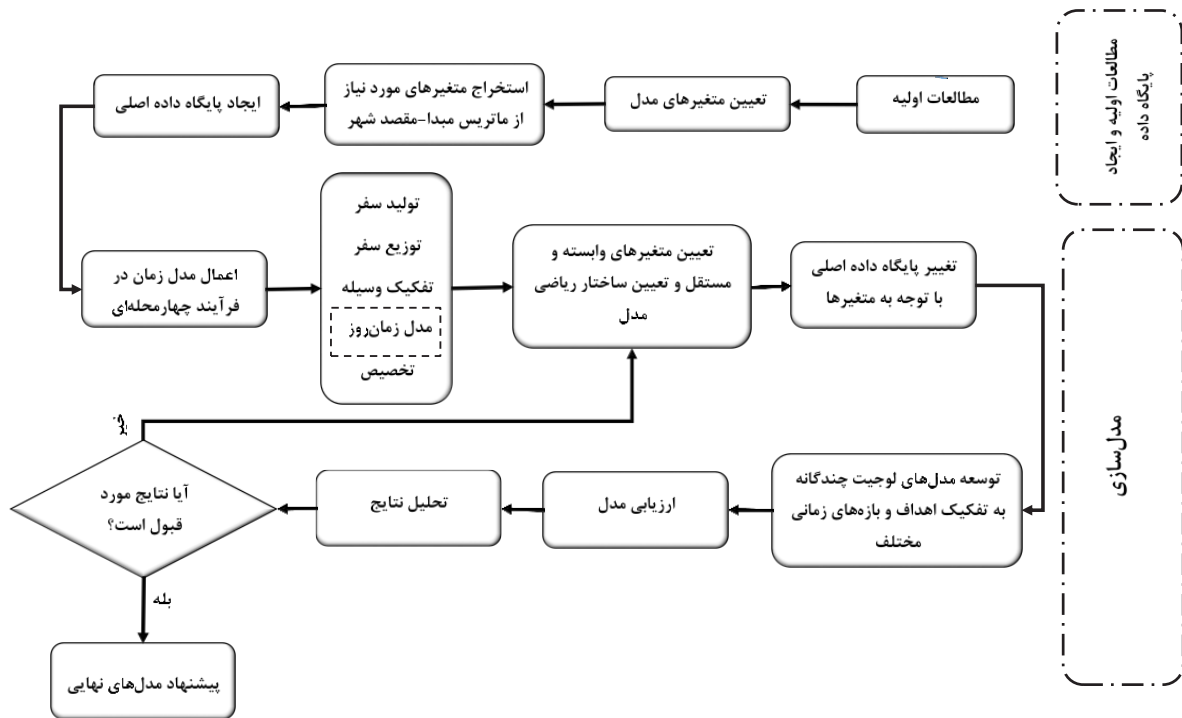 مطالعات اولیه و ایجاد
پایگاه داده
مطالعات اولیه
تعیین متغیرهای مدل
استخراج متغیرهای مورد نیاز
از ماتریس مبدا-مقصد شهر
ایجاد پایگاه داده اصلی
مدل‌سازی
اعمال مدل زمان در
فرآیند چهارمحله‌ای
تولید سفر
توزیع سفر
تفکیک وسیله
مدل زمان‌روز
تخصیص
تعیین متغیرهای وابسته و
مستقل و تعیین ساختار ریاضی
مدل
تغییر پایگاه داده اصلی
با توجه به متغیرها
توسعه مدل‌های لوجیت چندگانه
به تفکیک اهداف و بازه‌های زمانی
مختلف
ارزیابی مدل
تحلیل نتایج
آیا نتایج مورد
قبول است؟
خیر
بله
پیشنهاد مدل‌های نهایی